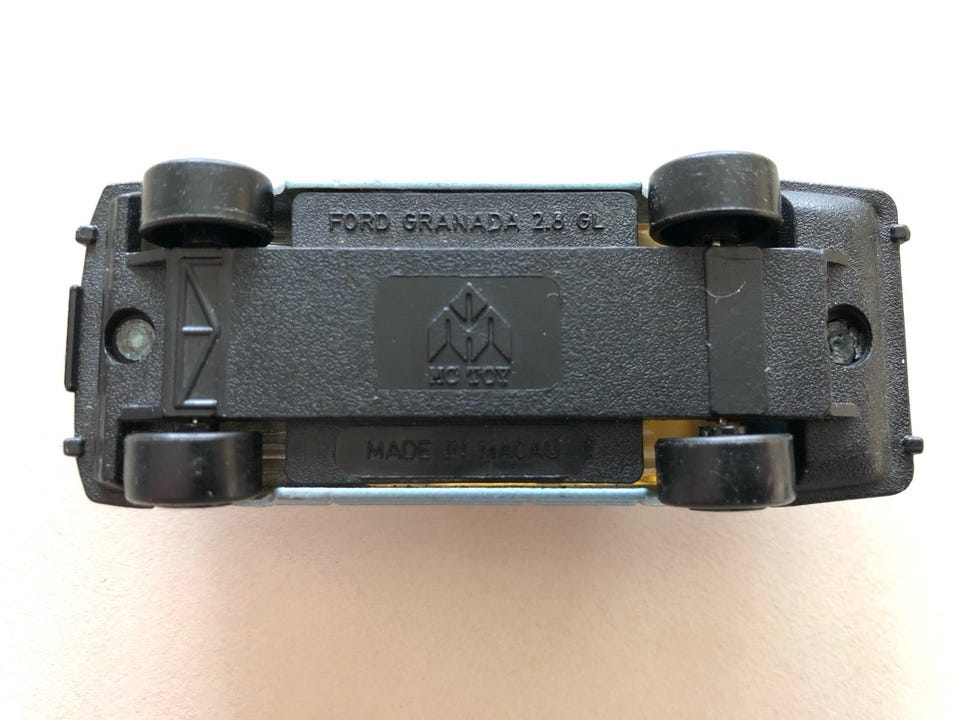 FORD GRANADA 2.8 GL
MC TOY
MADE IN MACAU